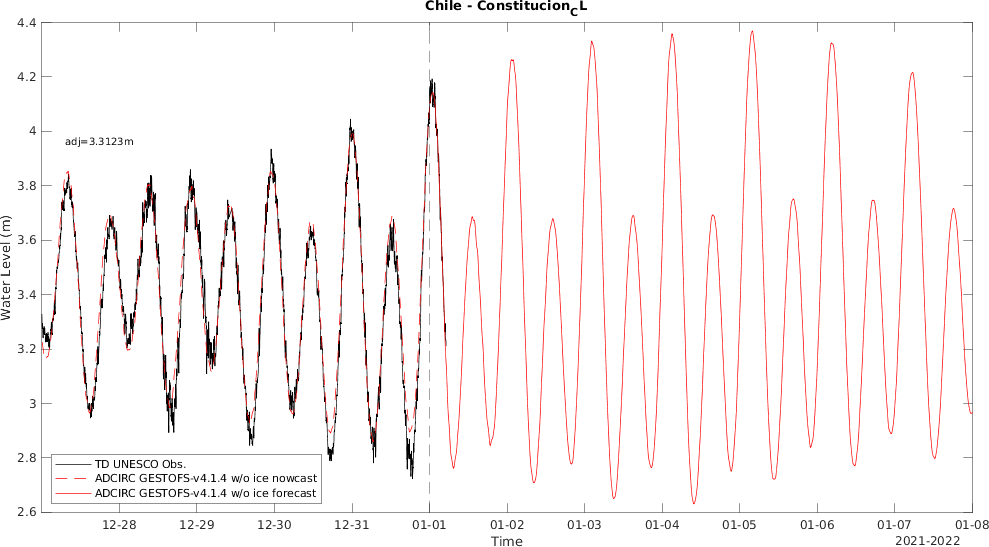 Chile - Constitucion_CL
4.4
4.2
4
3.8
3.6
3.4
3.2
3
2.8
2.6
Water Level (m)
adj=3.3123m
TD UNESCO Obs.
ADCIRC GESTOFS-v4.1.4 w/o ice nowcast
ADCIRC GESTOFS-v4.1.4 w/o ice forecast
12-28 12-29 12-30 12-31 01-01 01-02 01-03 01-04 01-05 01-06 01-07 01-08
Time
2021-2022